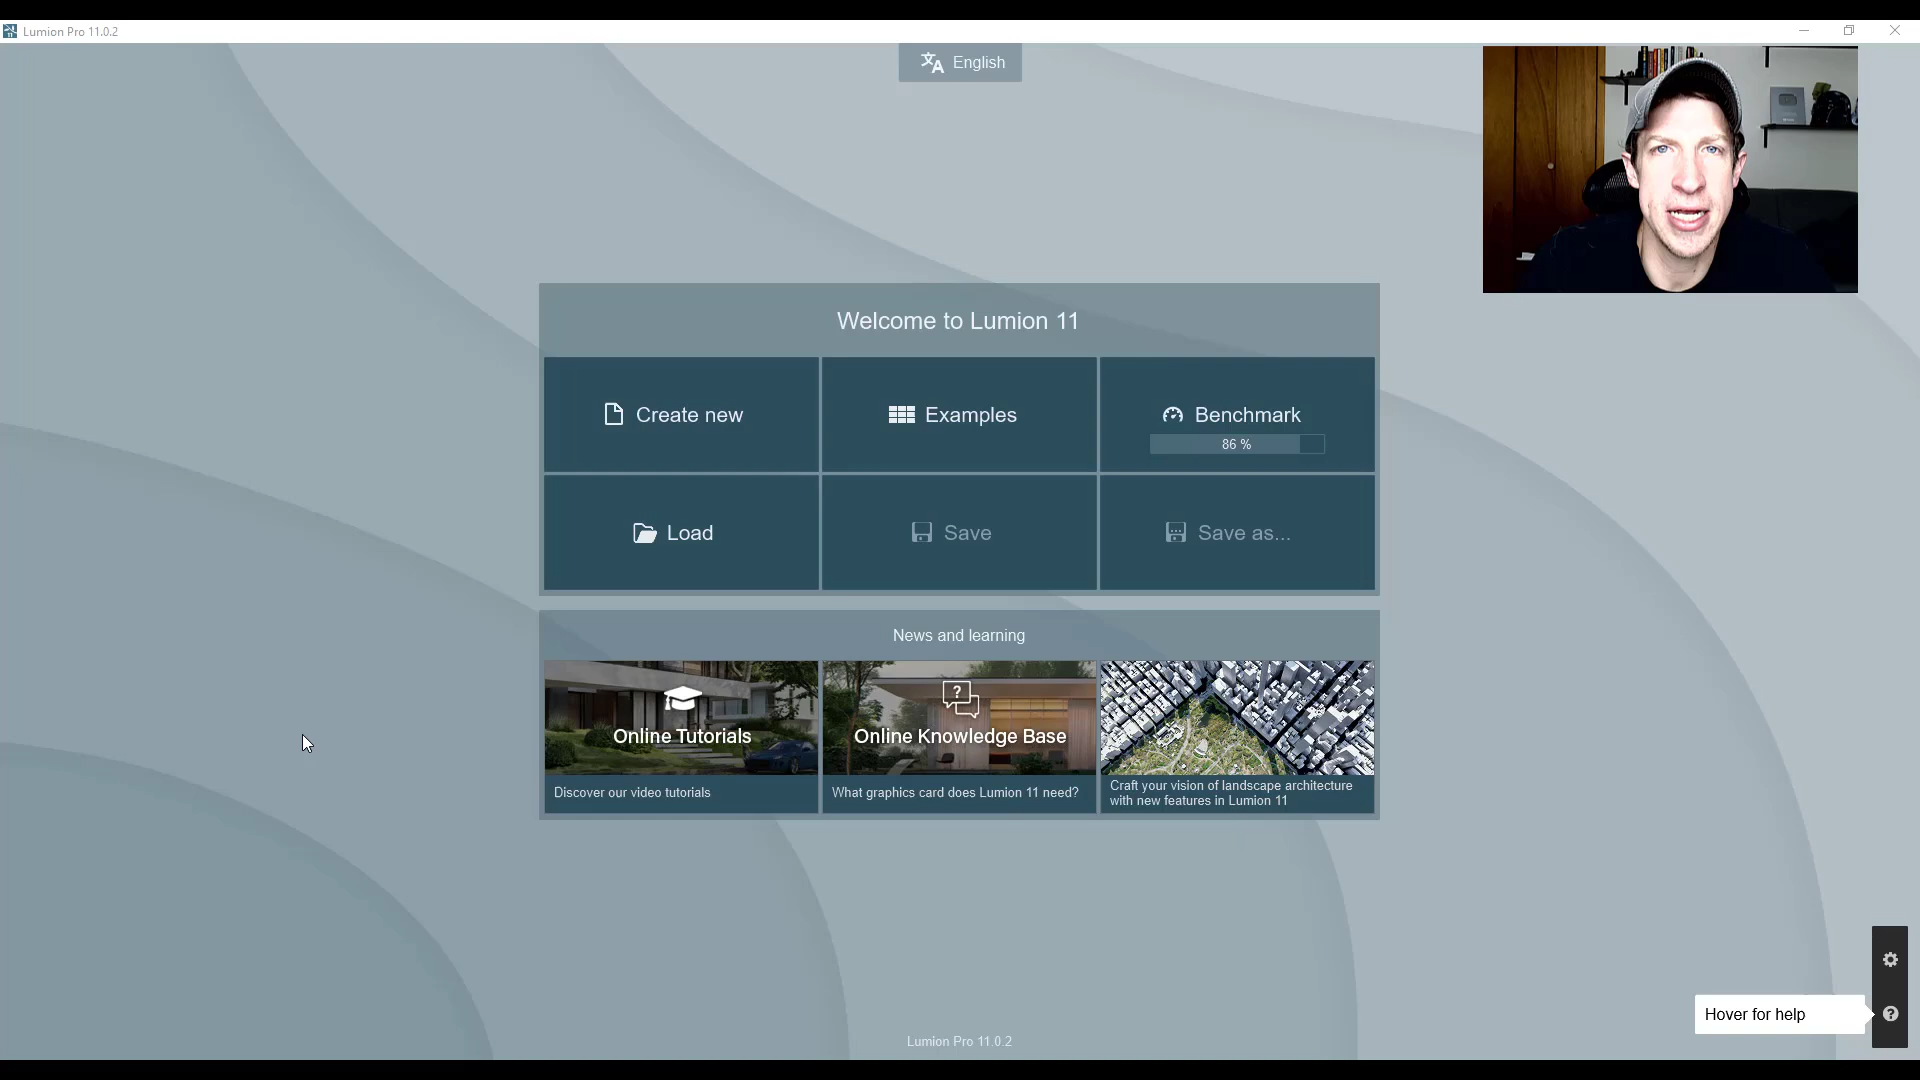 Lumion Pro 11.0.2
English
Welcome to Lumion 11
Create new
Examples
Benchmark
86 %
Load
Save
Save as...
News and learning
Online Tutorials
Discover our video tutorials
Online Knowledge Base
What graphics card does Lumion 11 need?
Craft your vision of landscape architecture
with new features in Lumion 11
Hover for help
Lumion Pro 11.0.2